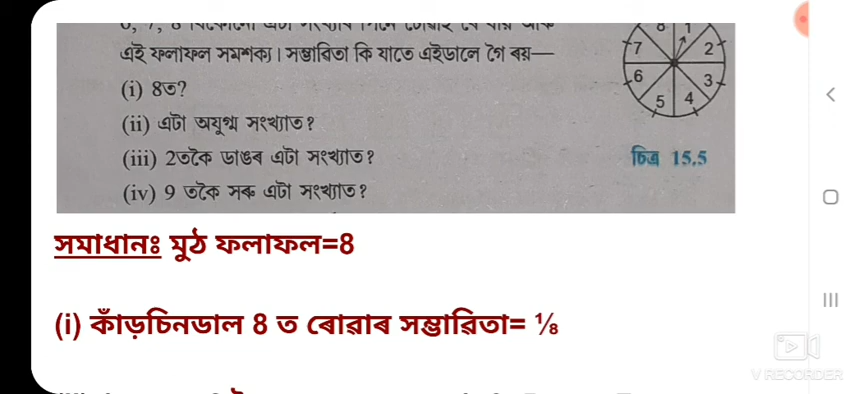 এই ফলাফল সমশক্য। সম্ভাৱিতা কি যাতে এইডালে গৈ ৰয়—
(i) 8ত?
(ii) এটা অযুগ্ম সংখ্যাত?
(iii) 2তকৈ ডাঙৰ এটা সংখ্যাত?
(iv) 9 তকৈ সৰু এটা সংখ্যাত?
8 1
7 2
6 3
5 4
চিত্ৰ 15.5
সমাধানঃ মুঠ ফলাফল=8
(i) কাঁড়চিনডাল 8 ত ৰোৱাৰ সম্ভাৱিতা= ⅛
V RECORDER